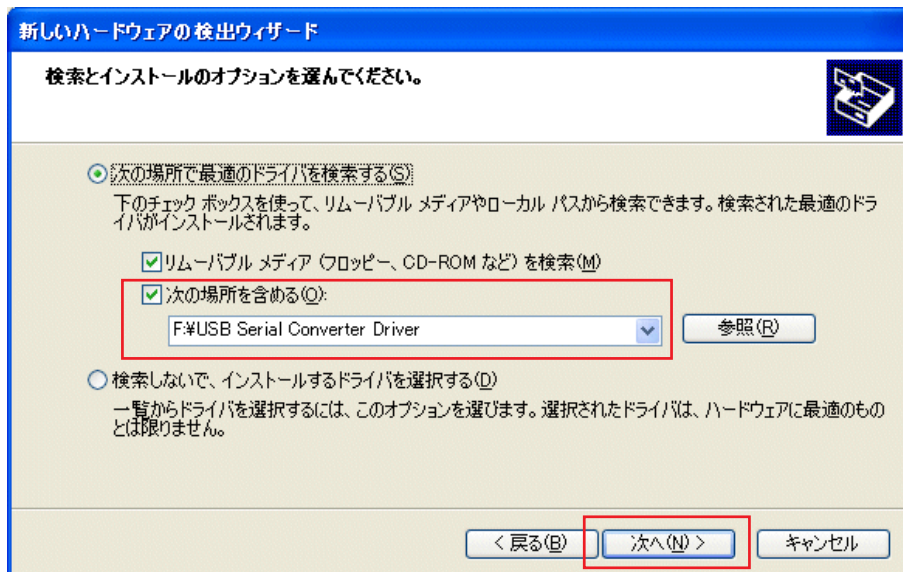 新しいハードウェアの検出ウィザード
検索とインストールのオプションを選んでください。
次の場所で最適のドライバを検索する(S)
下のチェック ボックスを使って、リムーバブル メディアやローカル パスから検索できます。検索された最適のドラ
イバがインストールされます。
リムーバブル メディア (フロッピー、CD-ROM など) を検索(M)
次の場所を含める(O):
F:¥USB Serial Converter Driver
参照(R)
検索しないで、インストールするドライバを選択する(D)
一覧からドライバを選択するには、このオプションを選びます。選択されたドライバは、ハードウェアに最適のもの
とは限りません。
< 戻る(B)
次へ(N) >
キャンセル